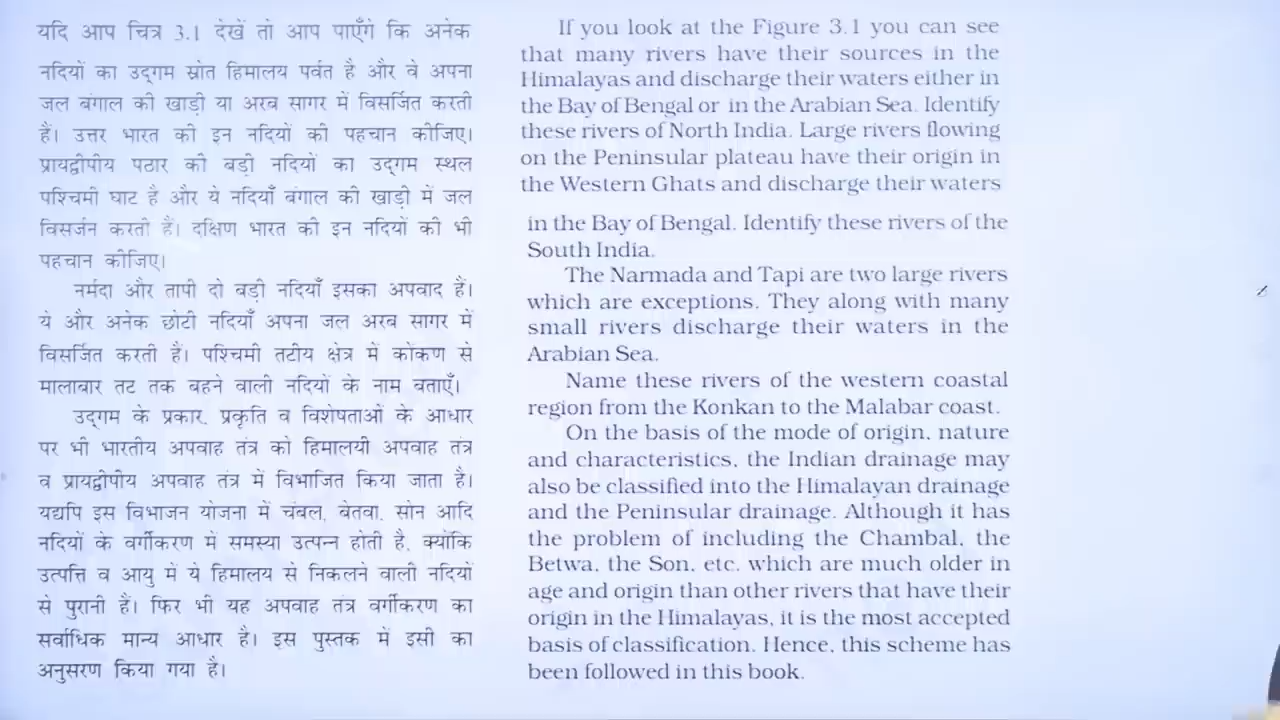 यदि आप चित्र 3.1 देखें तो आप पाएँगे कि अनेक
नदियों का उद्गम स्रोत हिमालय पर्वत है और वे अपना
जल बंगाल की खाड़ी या अरब सागर में विसर्जित करती
हैं। उत्तर भारत की इन नदियों की पहचान कीजिए।
प्रायद्वीपीय पठार की बड़ी नदियों का उद्गम स्थल
पश्चिमी घाट है और ये नदियाँ बंगाल की खाड़ी में जल
विसर्जन करती हैं। दक्षिण भारत की इन नदियों की भी
पहचान कीजिए।
नर्मदा और तापी दो बड़ी नदियाँ इसका अपवाद हैं।
ये और अनेक छोटी नदियाँ अपना जल अरब सागर में
विसर्जित करती हैं। पश्चिमी तटीय क्षेत्र में कोंकण से
मालाबार तट तक बहने वाली नदियों के नाम बताएँ।
उद्गम के प्रकार, प्रकृति व विशेषताओं के आधार
पर भी भारतीय अपवाह तंत्र को हिमालयी अपवाह तंत्र
व प्रायद्वीपीय अपवाह तंत्र में विभाजित किया जाता है।
यद्यपि इस विभाजन योजना में चंबल, बेतवा, सोन आदि
नदियों के वर्गीकरण में समस्या उत्पन्न होती है, क्योंकि
उत्पत्ति व आयु में ये हिमालय से निकलने वाली नदियों
से पुरानी हैं। फिर भी यह अपवाह तंत्र वर्गीकरण का
सर्वाधिक मान्य आधार है। इस पुस्तक में इसी का
अनुसरण किया गया है।
If you look at the Figure 3.1 you can see
that many rivers have their sources in the
Himalayas and discharge their waters either in
the Bay of Bengal or in the Arabian Sea. Identify
these rivers of North India. Large rivers flowing
on the Peninsular plateau have their origin in
the Western Ghats and discharge their waters
in the Bay of Bengal. Identify these rivers of the
South India.
The Narmada and Tapi are two large rivers
which are exceptions. They along with many
small rivers discharge their waters in the
Arabian Sea.
Name these rivers of the western coastal
region from the Konkan to the Malabar coast.
On the basis of the mode of origin, nature
and characteristics, the Indian drainage may
also be classified into the Himalayan drainage
and the Peninsular drainage. Although it has
the problem of including the Chambal, the
Betwa, the Son, etc. which are much older in
age and origin than other rivers that have their
origin in the Himalayas, it is the most accepted
basis of classification. Hence, this scheme has
been followed in this book.